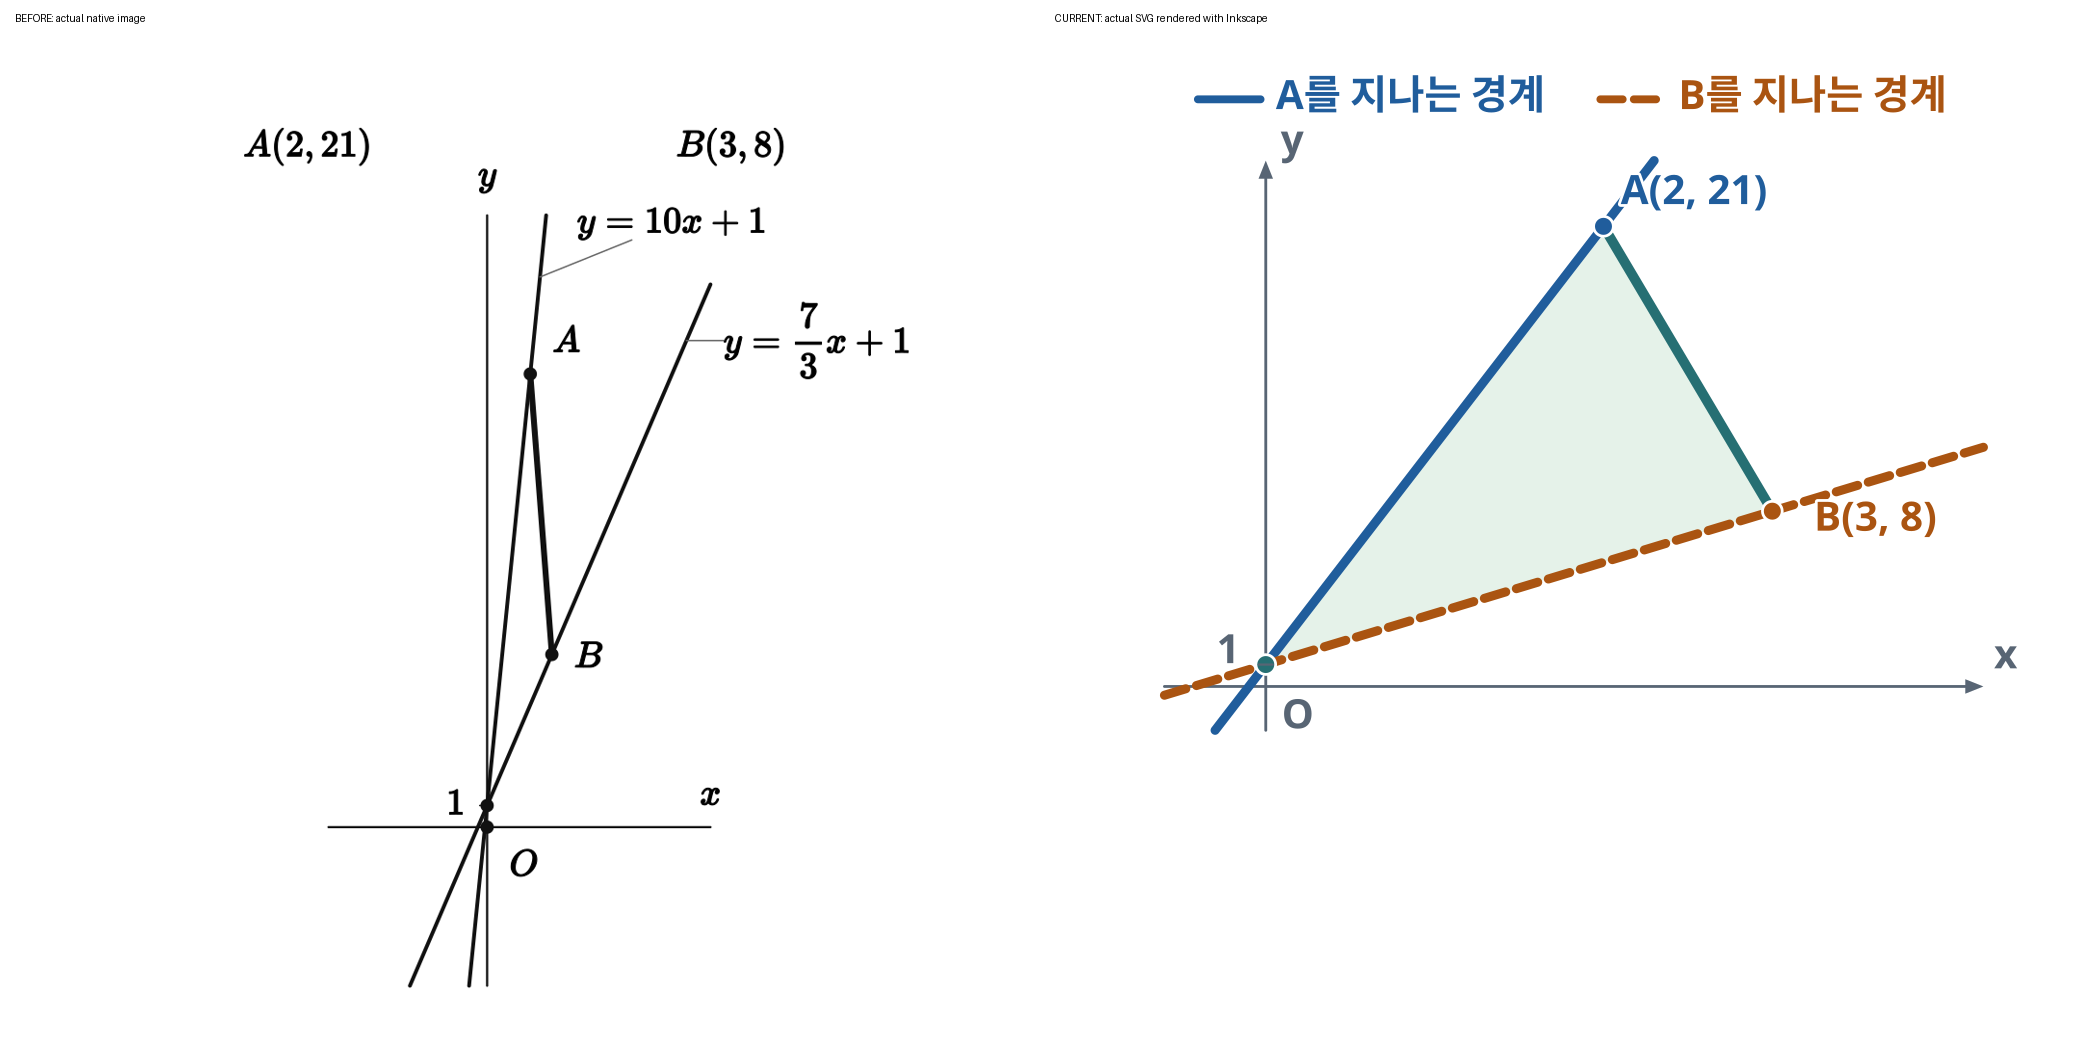 BEFORE: actual native image
A(2, 21)
B(3, 8)
y
y = 10x + 1
A
y = 7/3 x + 1
B
1
x
O
CURRENT: actual SVG rendered with Inkscape
A를 지나는 경계
B를 지나는 경계
y
A(2, 21)
B(3, 8)
1
x
O